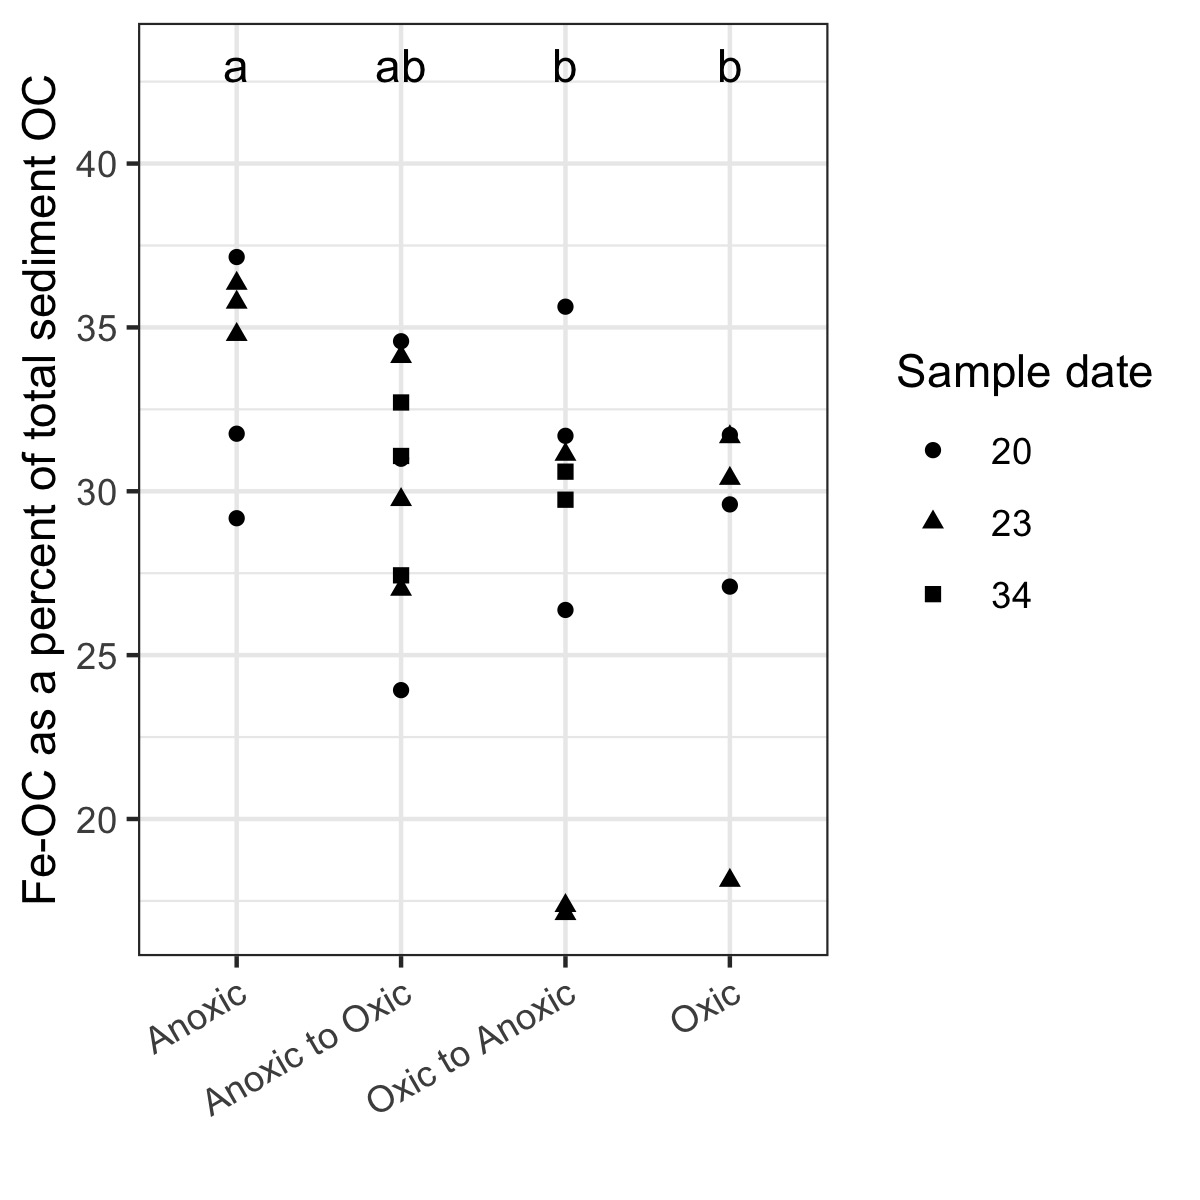 a ab b b
Fe-OC as a percent of total sediment OC
40
35
30
25
20
Anoxic
Anoxic to Oxic
Oxic to Anoxic
Oxic
Sample date
20
23
34